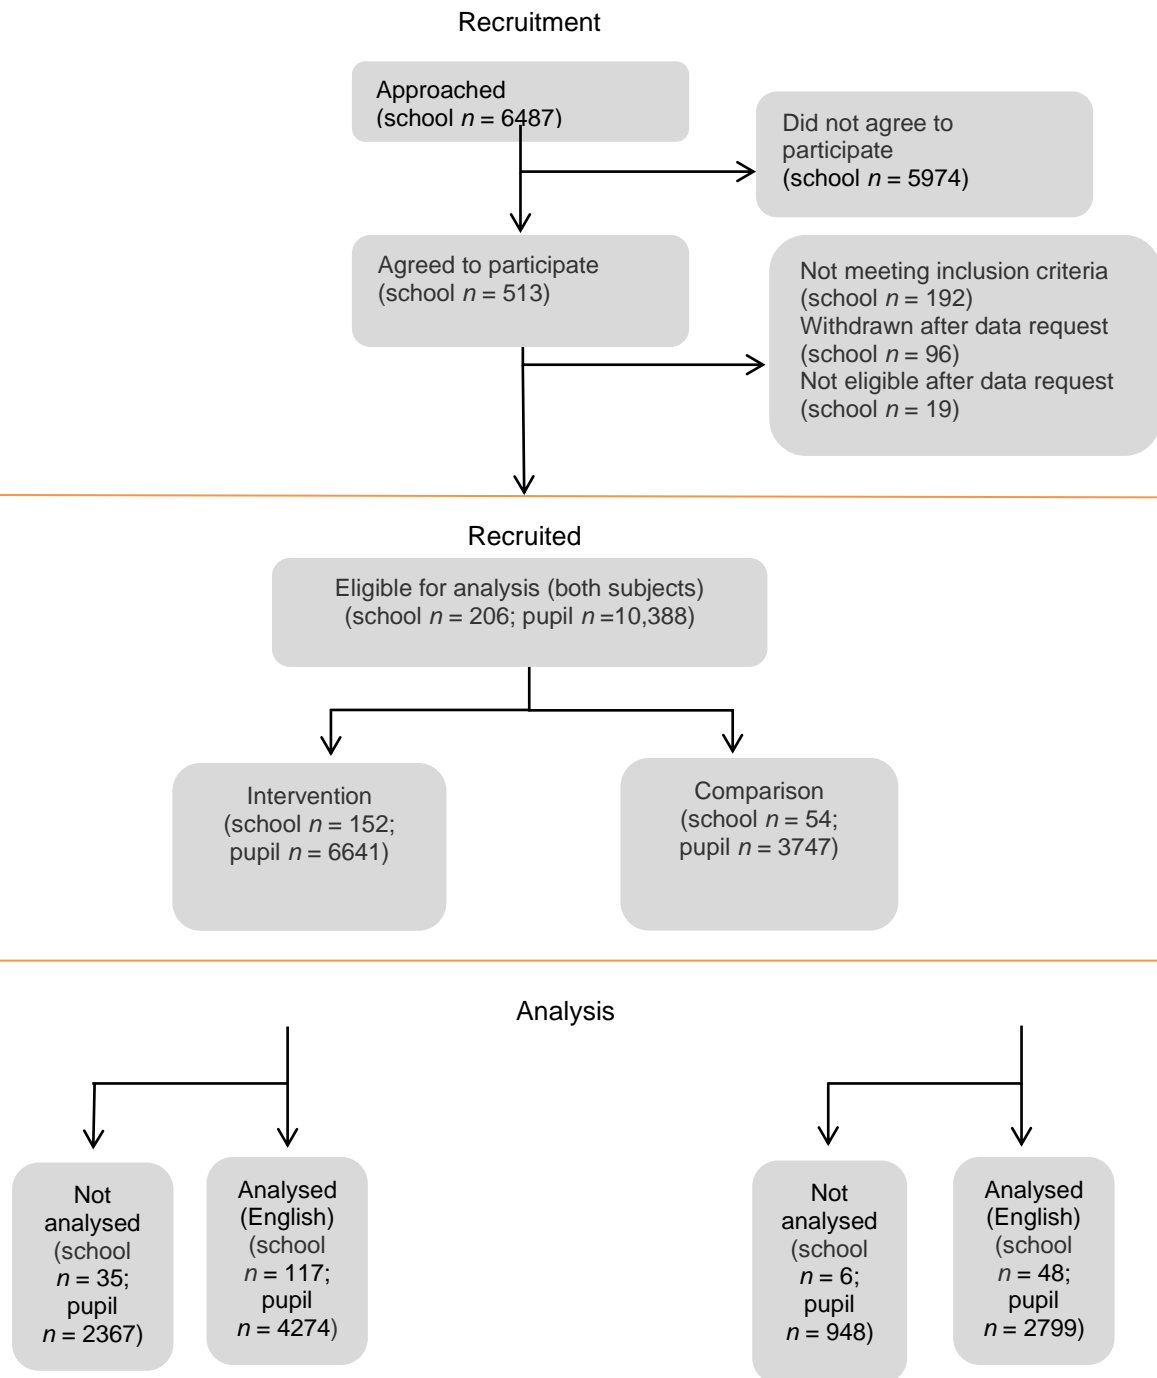 Recruitment
Approached
(school n = 6487)
Did not agree to
participate
(school n = 5974)
Agreed to participate
(school n = 513)
Not meeting inclusion criteria
(school n = 192)
Withdrawn after data request
(school n = 96)
Not eligible after data request
(school n = 19)
Recruited
Eligible for analysis (both subjects)
(school n = 206; pupil n =10,388)
Intervention
(school n = 152;
pupil n = 6641)
Comparison
(school n = 54;
pupil n = 3747)
Analysis
Not
analysed
(school
n = 35;
pupil
n = 2367)
Analysed
(English)
(school
n = 117;
pupil
n = 4274)
Not
analysed
(school
n = 6;
pupil
n = 948)
Analysed
(English)
(school
n = 48;
pupil
n = 2799)